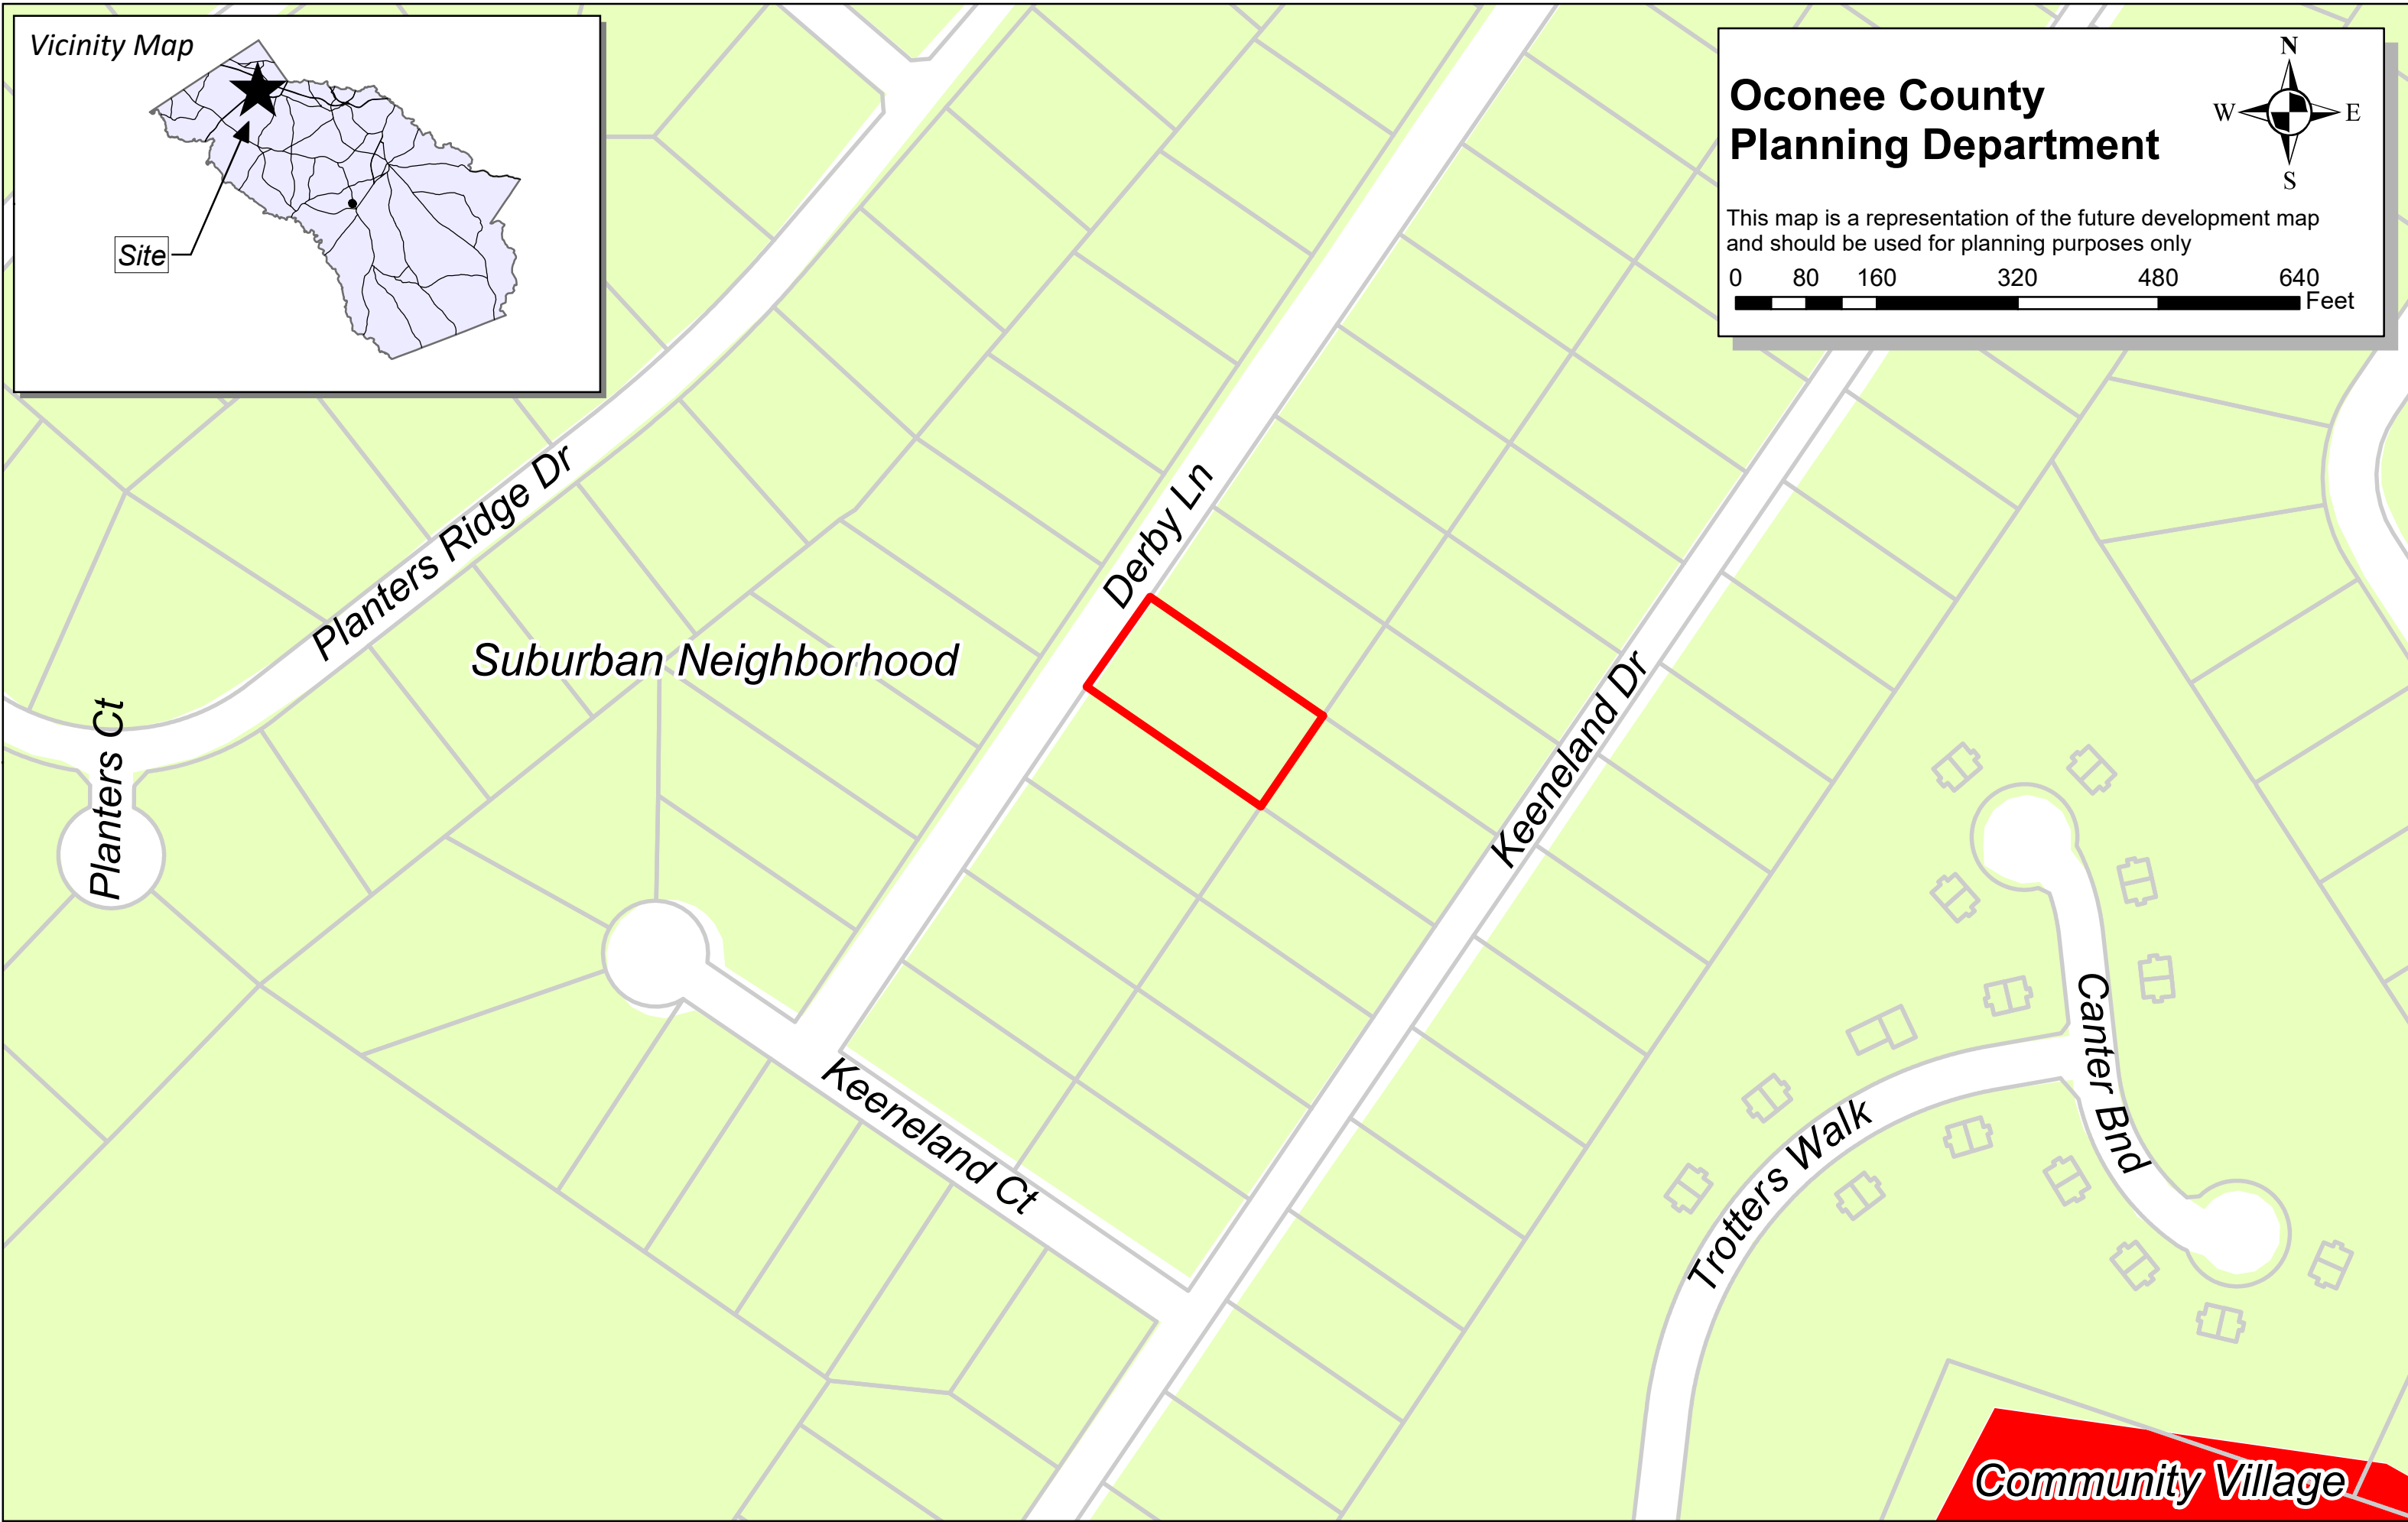 Vicinity Map
Site
Oconee County
Planning Department
N
W
E
S
This map is a representation of the future development map
and should be used for planning purposes only
0 80 160 320 480 640
Feet
Planters Ridge Dr
Derby Ln
Suburban Neighborhood
Planters Ct
Keeneland Dr
Keeneland Ct
Canter Bnd
Trotters Walk
Community Village